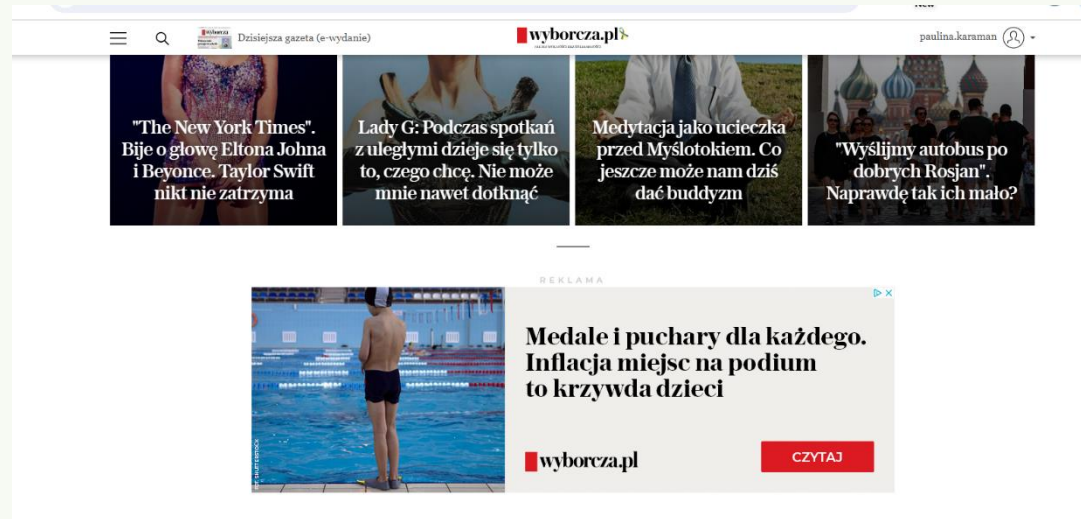 Dzisiejsza gazeta (e-wydanie)
wyborcza.pl
paulina.karaman
"The New York Times".
Bije o głowę Eltona Johna
i Beyonce. Taylor Swift
nikt nie zatrzyma
Lady G: Podczas spotkań
z uległymi dzieje się tylko
to, czego chcę. Nie może
mnie nawet dotknąć
Medytacja jako ucieczka
przed Myślotokiem. Co
jeszcze może nam dziś
dać buddyzm
"Wyślijmy autobus po
dobrych Rosjan".
Naprawdę tak ich mało?
REKLAMA
Medale i puchary dla każdego.
Inflacja miejsc na podium
to krzywda dzieci
wyborcza.pl
CZYTAJ